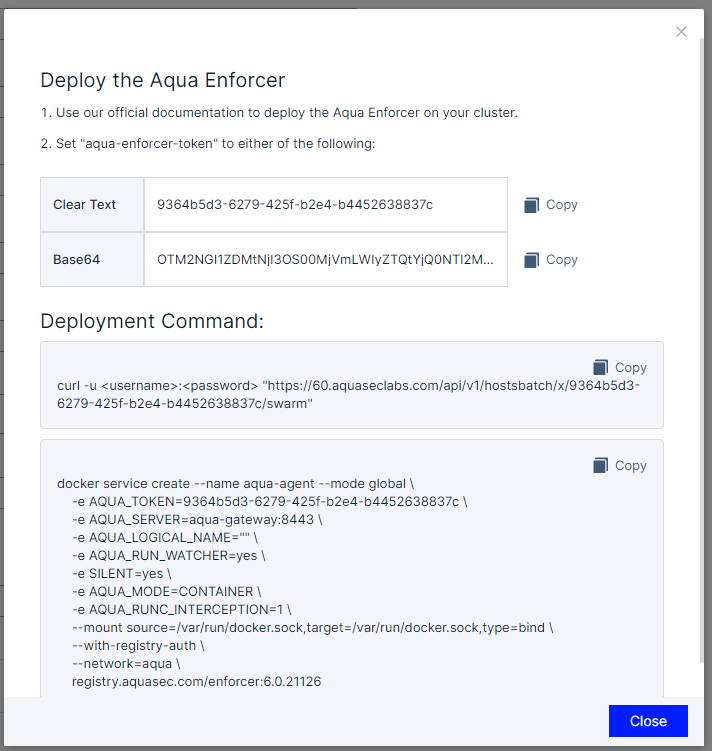 Deploy the Aqua Enforcer
1. Use our official documentation to deploy the Aqua Enforcer on your cluster.
2. Set "aqua-enforcer-token" to either of the following:
Clear Text 9364b5d3-6279-425f-b2e4-b4452638837c Copy
Base64 OTM2NGI1ZDMtNjI3OS00MjVmLWIyZTQtYjQ0NTI2M... Copy
Deployment Command:
Copy
curl -u <username>:<password> "https://60.aquaseclabs.com/api/v1/hostsbatch/x/9364b5d3-
6279-425f-b2e4-b4452638837c/swarm"
Copy
docker service create --name aqua-agent --mode global \
-e AQUA_TOKEN=9364b5d3-6279-425f-b2e4-b4452638837c \
-e AQUA_SERVER=aqua-gateway:8443 \
-e AQUA_LOGICAL_NAME="" \
-e AQUA_RUN_WATCHER=yes \
-e SILENT=yes \
-e AQUA_MODE=CONTAINER \
-e AQUA_RUNC_INTERCEPTION=1 \
--mount source=/var/run/docker.sock,target=/var/run/docker.sock,type=bind \
--with-registry-auth \
--network=aqua \
registry.aquasec.com/enforcer:6.0.21126
Close